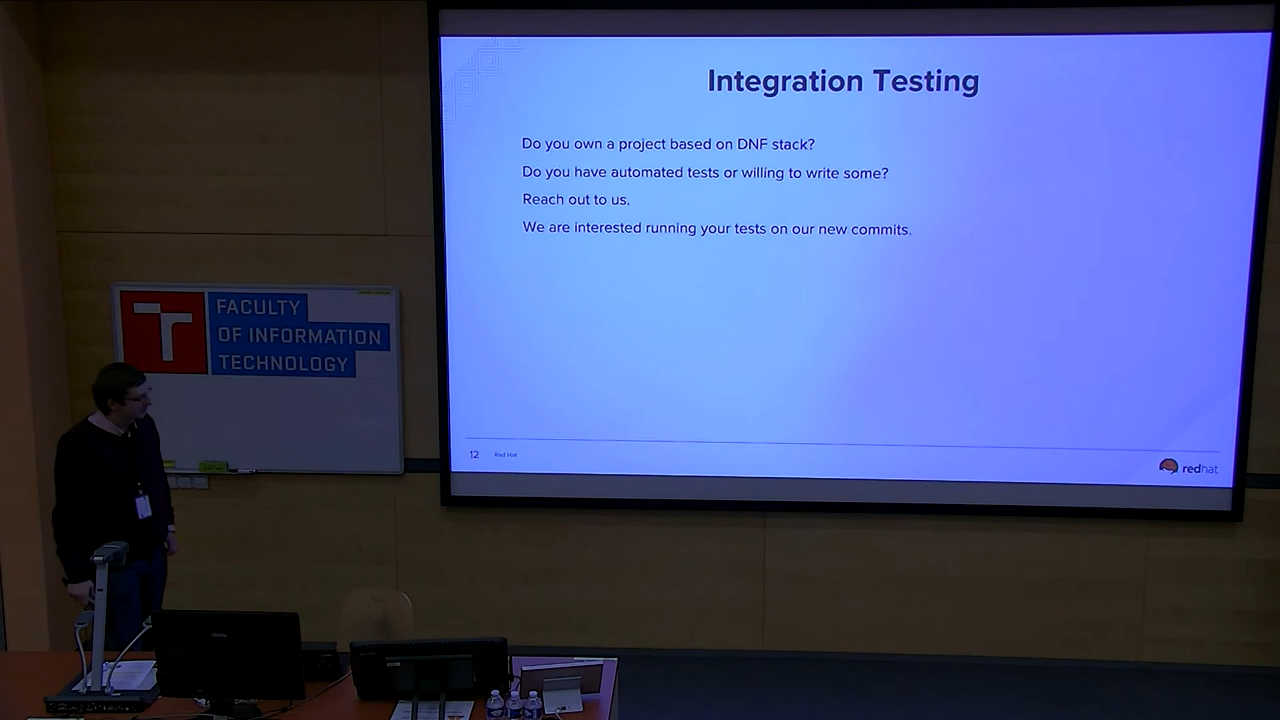 Integration Testing
Do you own a project based on DNF stack?
Do you have automated tests or willing to write some?
Reach out to us.
We are interested running your tests on our new commits.
12 Red Hat
redhat
FACULTY
OF INFORMATION
TECHNOLOGY